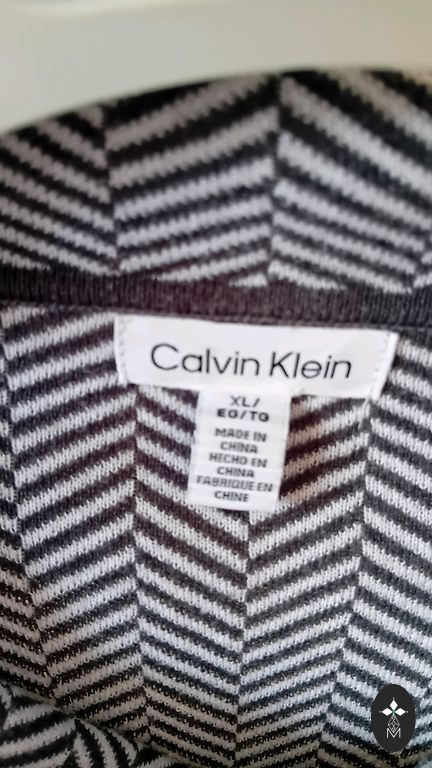 Calvin Klein
XL/
EG/TG
MADE IN
CHINA
HECHO EN
CHINA
FABRIQUE EN
CHINE
M